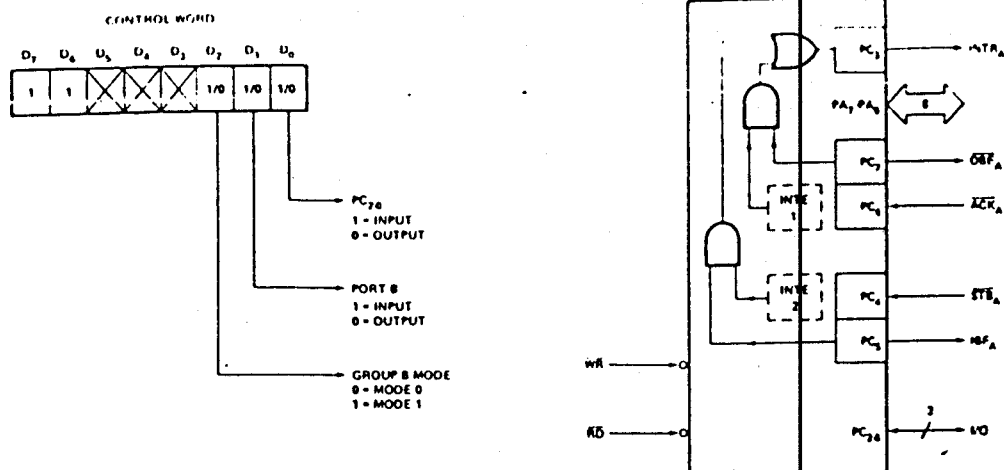 CONTROL WORD
D7 D6 D5 D4 D3 D2 D1 D0
1 1 1/0 1/0 1/0
PC2-0
1 = INPUT
0 = OUTPUT
PORT B
1 = INPUT
0 = OUTPUT
GROUP B MODE
0 = MODE 0
1 = MODE 1
PC3 INTRA
PA7-PA0 8
PC7 OBFA
INTE 1 PC6 ACKA
INTE 2 PC4 STBA
PC5 IBFA
WR
RD
PC2-0 3 I/O